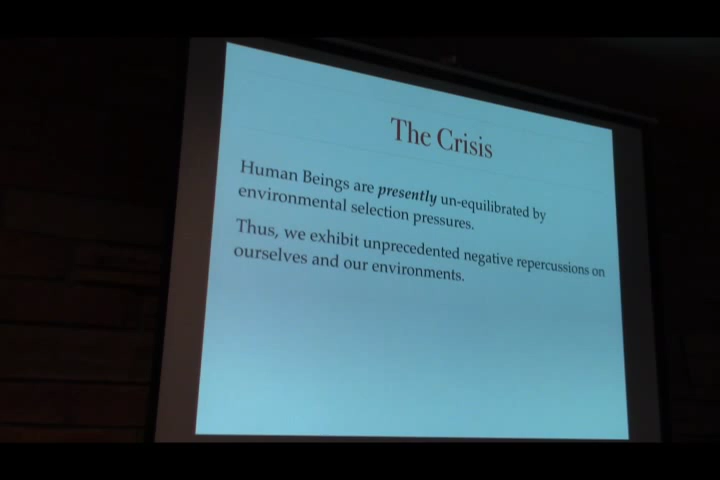 The Crisis
Human Beings are presently un-equilibrated by
environmental selection pressures.
Thus, we exhibit unprecedented negative repercussions on
ourselves and our environments.